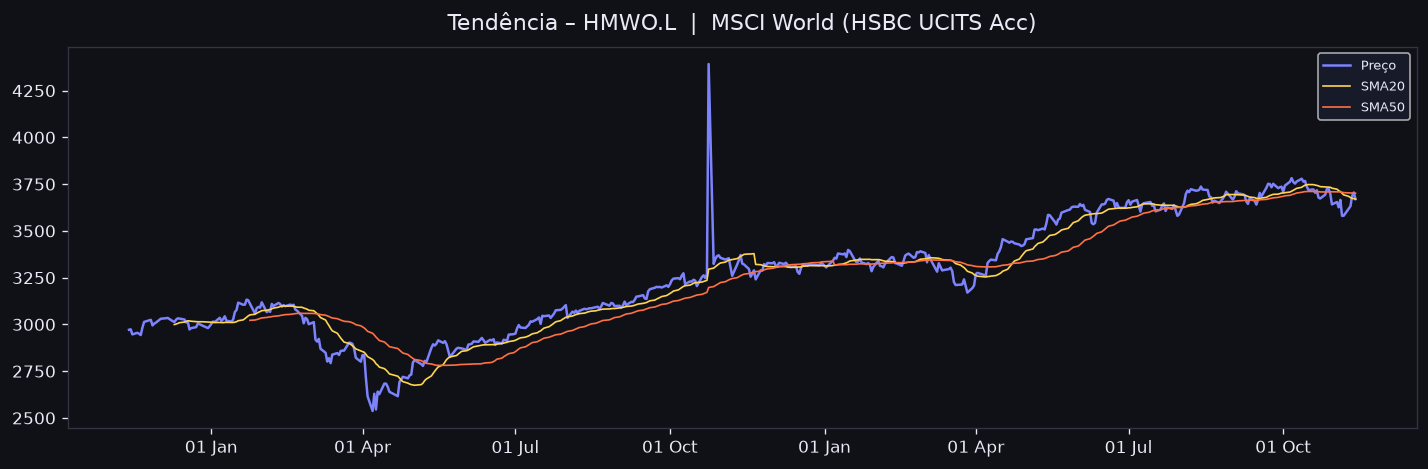 Tendência – HMWO.L | MSCI World (HSBC UCITS Acc)
Preço
SMA20
SMA50
4250
4000
3750
3500
3250
3000
2750
2500
01 Jan
01 Apr
01 Jul
01 Oct
01 Jan
01 Apr
01 Jul
01 Oct